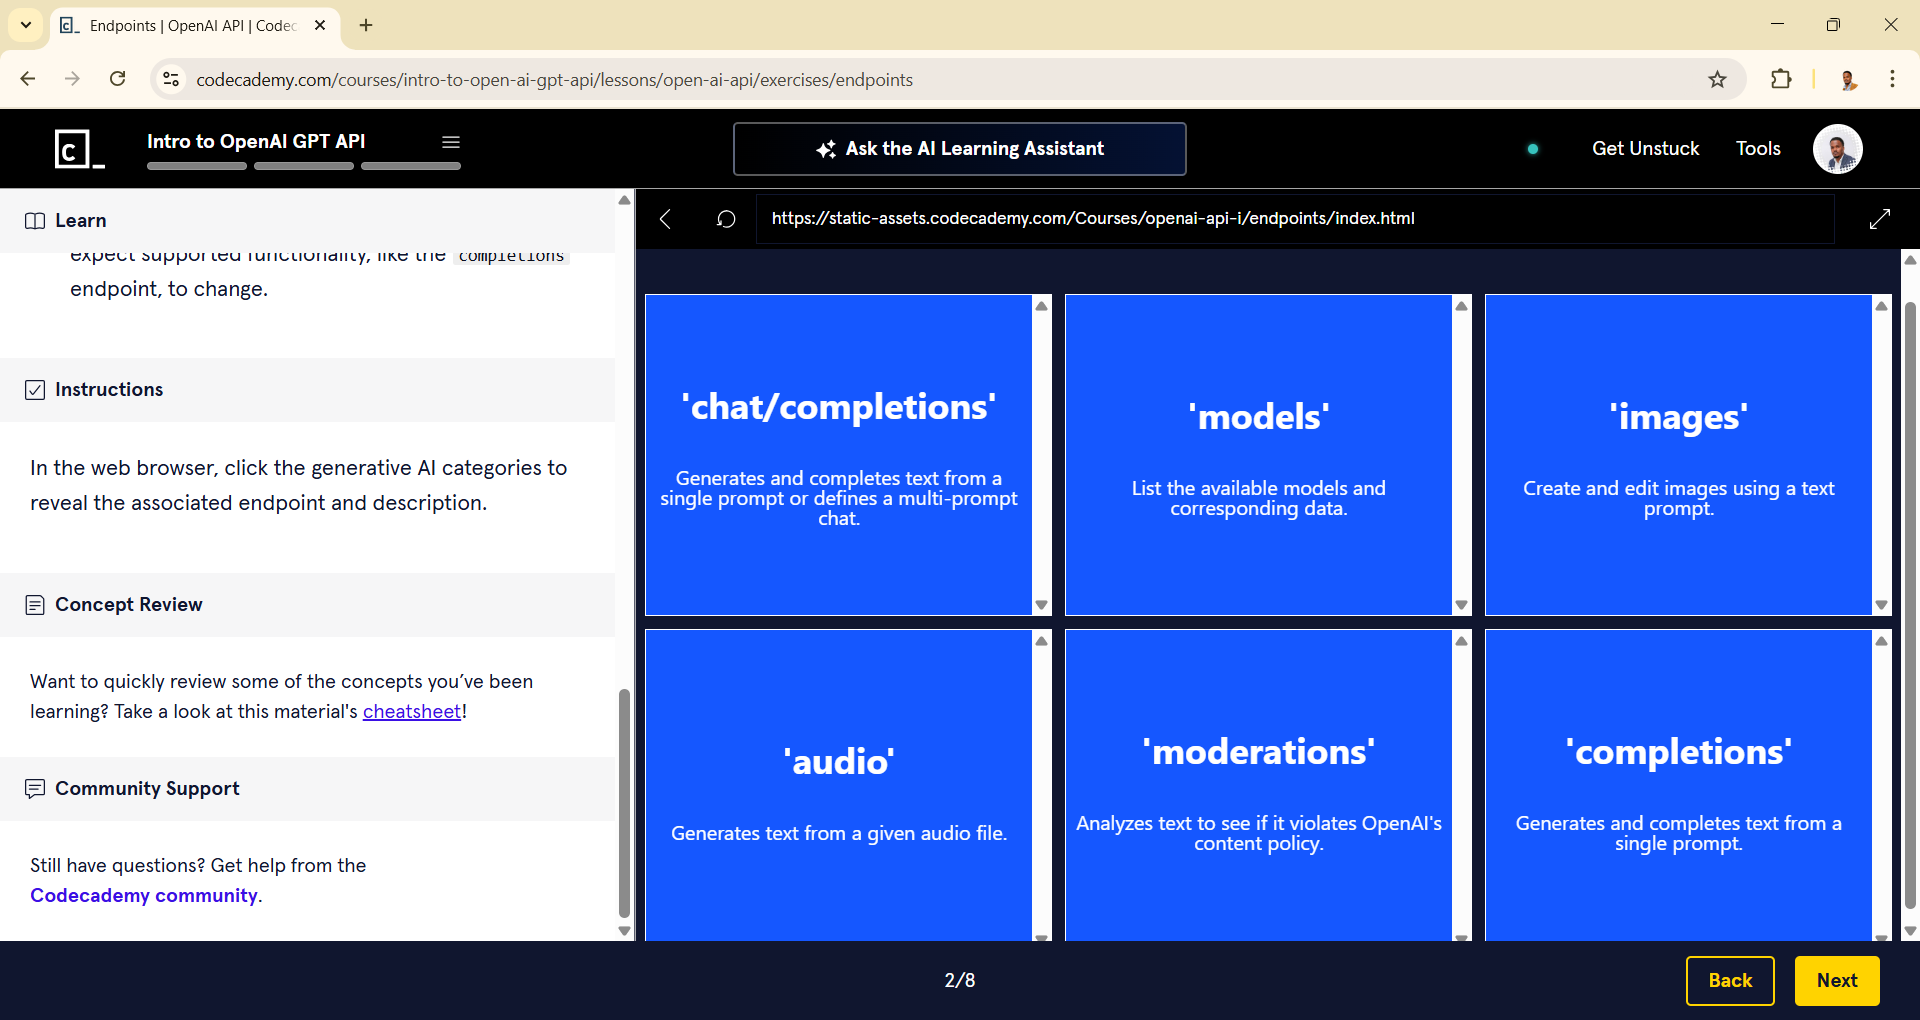 Endpoints | OpenAI API | Codec
codecademy.com/courses/intro-to-open-ai-gpt-api/lessons/open-ai-api/exercises/endpoints
c_
Intro to OpenAI GPT API
Ask the AI Learning Assistant
Get Unstuck
Tools
Learn
expect supported functionality, like the completions
endpoint, to change.
Instructions
In the web browser, click the generative AI categories to
reveal the associated endpoint and description.
Concept Review
Want to quickly review some of the concepts you’ve been
learning? Take a look at this material's cheatsheet!
Community Support
Still have questions? Get help from the
Codecademy community.
https://static-assets.codecademy.com/Courses/openai-api-i/endpoints/index.html
'chat/completions'
Generates and completes text from a
single prompt or defines a multi-prompt
chat.
'models'
List the available models and
corresponding data.
'images'
Create and edit images using a text
prompt.
'audio'
Generates text from a given audio file.
'moderations'
Analyzes text to see if it violates OpenAI's
content policy.
'completions'
Generates and completes text from a
single prompt.
2/8
Back
Next